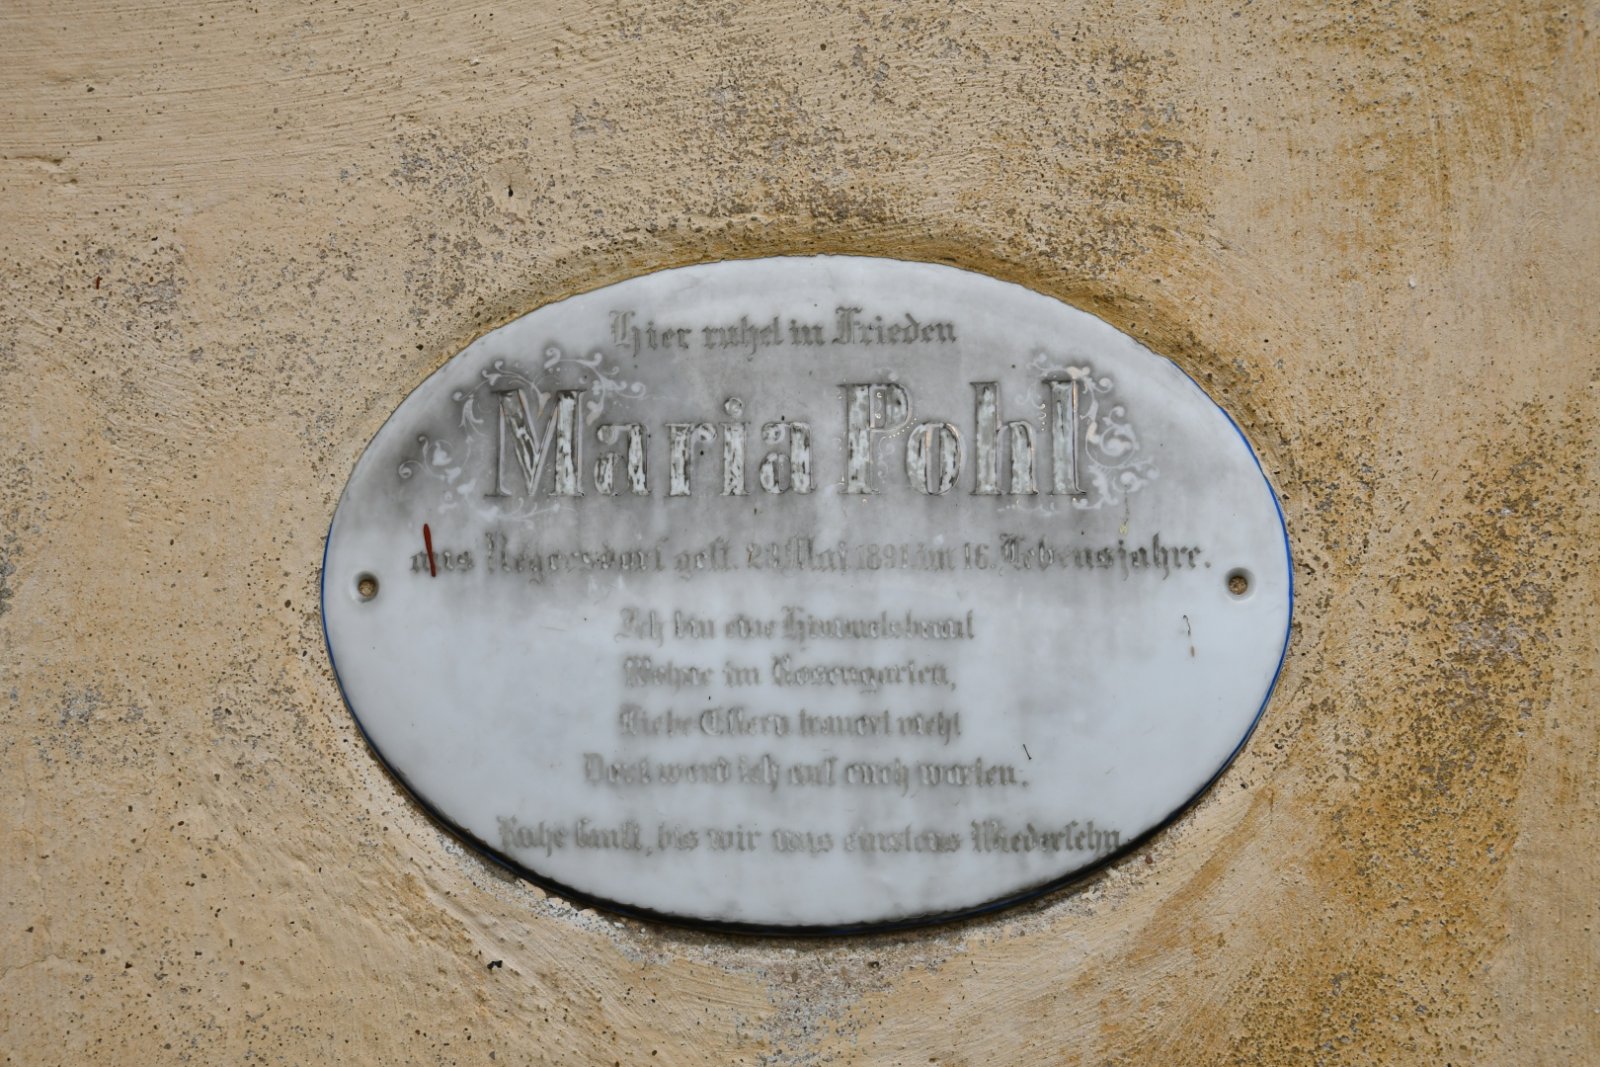 Hier ruhet in Frieden
Maria Pohl
aus Regersdorf gest. 28. Mai 1891 im 16. Lebensjahre.
Ich bin eine Himmelsbraut
Wohne im Rosengarten,
Liebe Eltern trauert nicht
Dort werd ich auf euch warten.
Ruhe sanft, bis wir uns einstens Wiedersehn